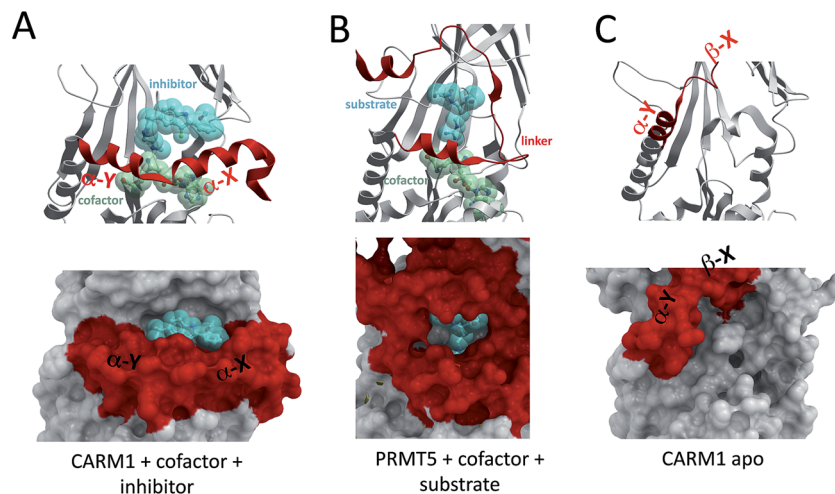 A
B
C
inhibitor
α-Y
α-X
cofactor
substrate
linker
cofactor
β-X
α-Y
α-Y
α-X
β-X
α-Y
CARM1 + cofactor +
inhibitor
PRMT5 + cofactor +
substrate
CARM1 apo